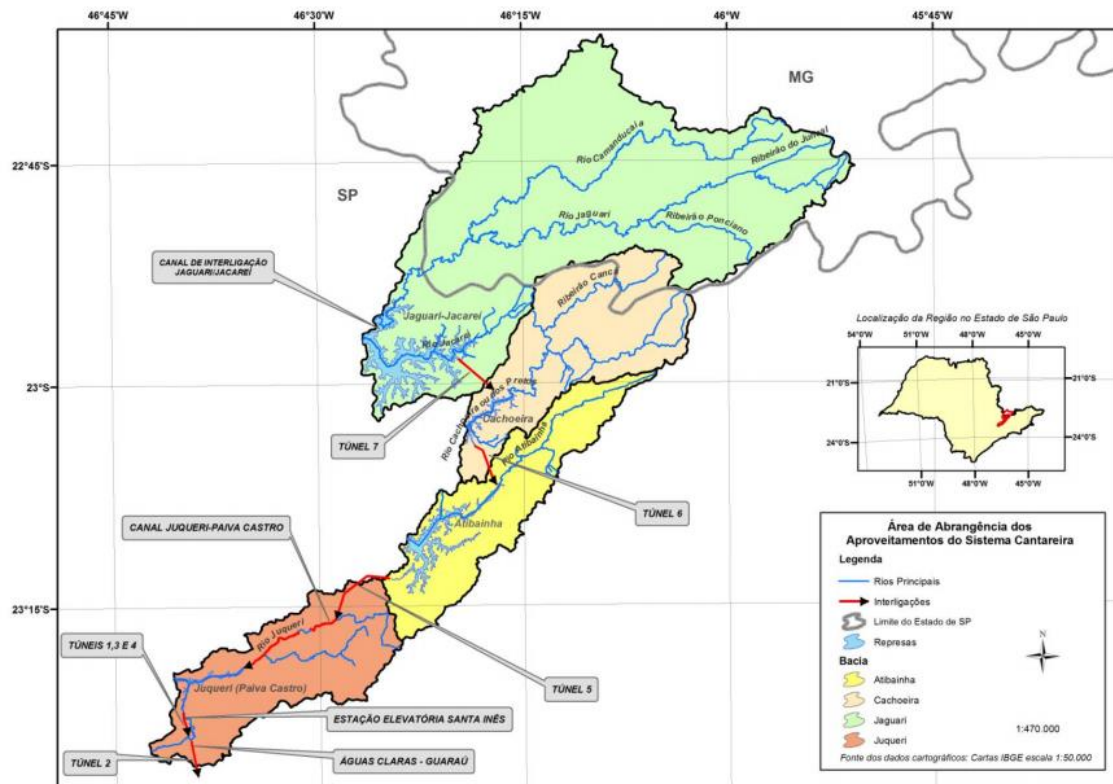 46°45'W
46°30'W
46°15'W
46°W
45°45'W
22°45'S
23°S
23°15'S
MG
SP
Rio Camanducaia
Ribeirão do Juncal
Rio Jaguari
Ribeirão Ponciano
CANAL DE INTERLIGAÇÃO
JAGUARI/JACAREÍ
Ribeirão Cancã
Jaguari-Jacareí
Rio Jacareí
Rio Cachoeira ou dos Pretos
Cachoeira
TÚNEL 7
Rio Atibainha
TÚNEL 6
CANAL JUQUERI-PAIVA CASTRO
Atibainha
TÚNEIS 1,3 E 4
Rio Juqueri
Juqueri (Paiva Castro)
TÚNEL 5
ESTAÇÃO ELEVATÓRIA SANTA INÊS
ÁGUAS CLARAS - GUARAÚ
TÚNEL 2
Localização da Região no Estado de São Paulo
54°0'W
51°0'W
48°0'W
45°0'W
21°0'S
21°0'S
24°0'S
24°0'S
51°0'W
48°0'W
45°0'W
Área de Abrangência dos
Aproveitamentos do Sistema Cantareira
Legenda
Rios Principais
Interligações
Limite do Estado de SP
Represas
Bacia
Atibainha
Cachoeira
Jaguari
Juqueri
N
1:470.000
Fonte dos dados cartográficos: Cartas IBGE escala 1:50.000